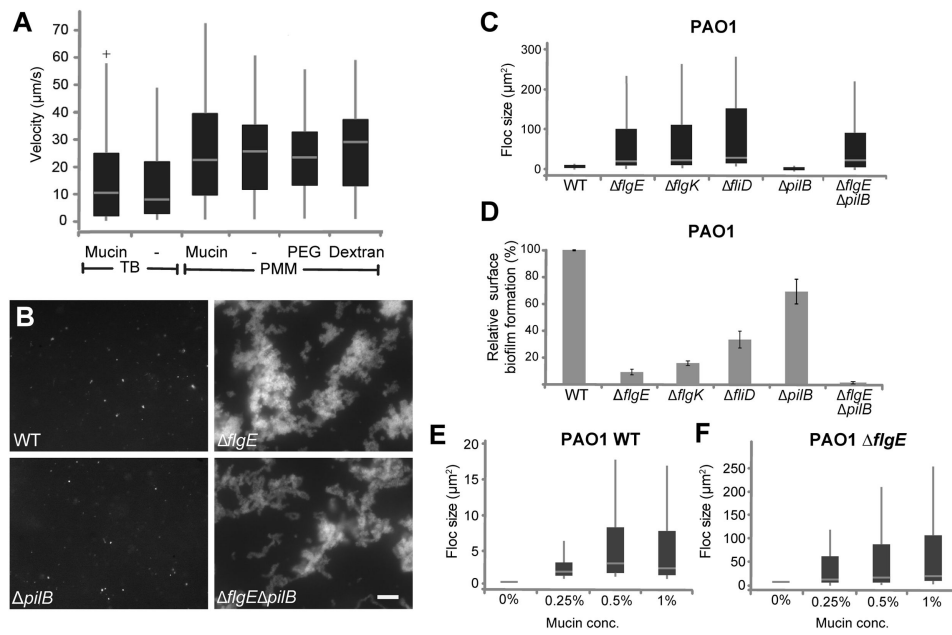 A
Velocity (µm/s)
70
60
50
40
30
20
10
0
+
Mucin - Mucin - PEG Dextran
TB PMM
B
WT
ΔflgE
ΔpilB
ΔflgEΔpilB
C
PAO1
Floc size (µm²)
300
200
100
0
WT ΔflgE ΔflgK ΔfliD ΔpilB ΔflgE
ΔpilB
D
PAO1
Relative surface
biofilm formation (%)
100
80
60
40
20
WT ΔflgE ΔflgK ΔfliD ΔpilB ΔflgE
ΔpilB
E
PAO1 WT
Floc size (µm²)
20
15
10
5
0
0% 0.25% 0.5% 1%
Mucin conc.
F
PAO1 ΔflgE
Floc size (µm²)
250
200
150
100
50
0
0% 0.25% 0.5% 1%
Mucin conc.